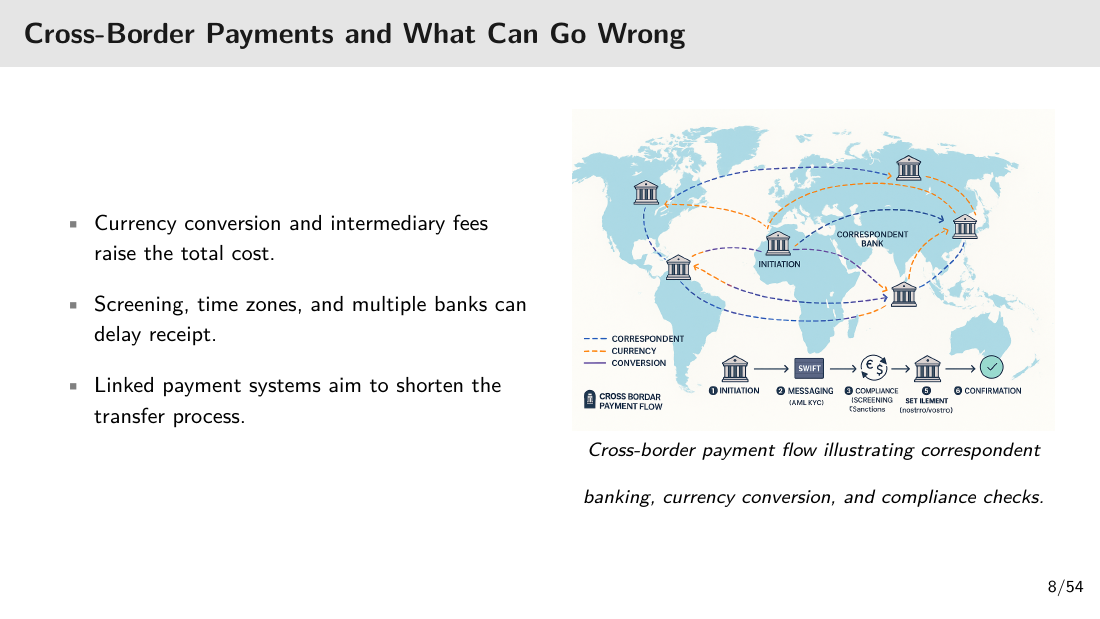 Cross-Border Payments and What Can Go Wrong
▪ Currency conversion and intermediary fees
raise the total cost.
▪ Screening, time zones, and multiple banks can
delay receipt.
▪ Linked payment systems aim to shorten the
transfer process.
CORRESPONDENT
BANK
INITIATION
CORRESPONDENT
CURRENCY
CONVERSION
CROSS BORDAR
PAYMENT FLOW
SWIFT
€ $
1 INITIATION
2 MESSAGING
(AML KYC)
3 COMPLIANCE
(SCREENING
(Sanctions
5
SET ILEMENT
(nostrro/vostro)
6 CONFIRMATION
Cross-border payment flow illustrating correspondent
banking, currency conversion, and compliance checks.
8/54